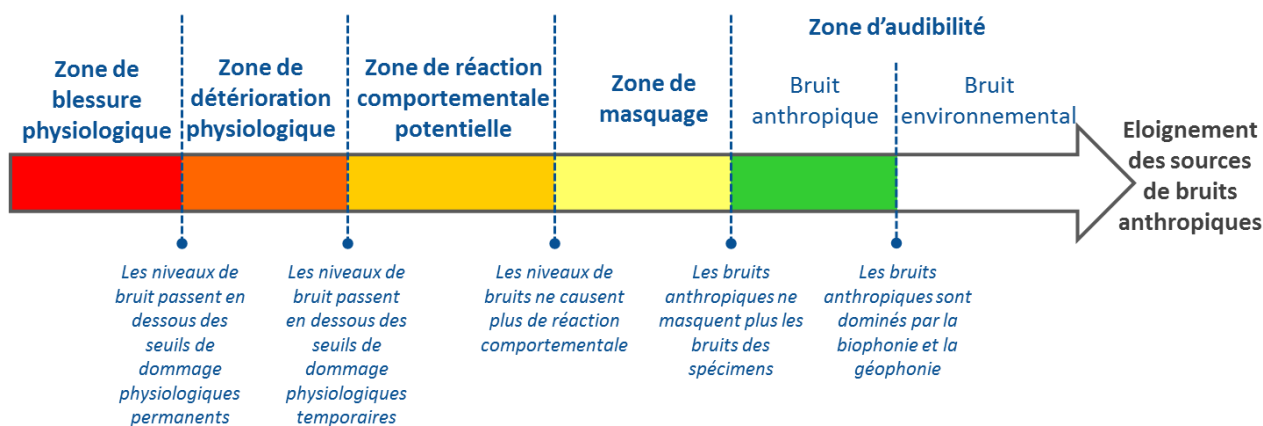 Zone de
blessure
physiologique
Zone de
détérioration
physiologique
Zone de réaction
comportementale
potentielle
Zone de
masquage
Zone d’audibilité
Bruit
anthropique
Bruit
environnemental
Eloignement
des sources
de bruits
anthropiques
Les niveaux de
bruit passent en
dessous des
seuils de
dommage
physiologiques
permanents
Les niveaux de
bruit passent
en dessous des
seuils de
dommage
physiologiques
temporaires
Les niveaux de
bruits ne causent
plus de réaction
comportementale
Les bruits
anthropiques ne
masquent plus les
bruits des
spécimens
Les bruits
anthropiques sont
dominés par la
biophonie et la
géophonie